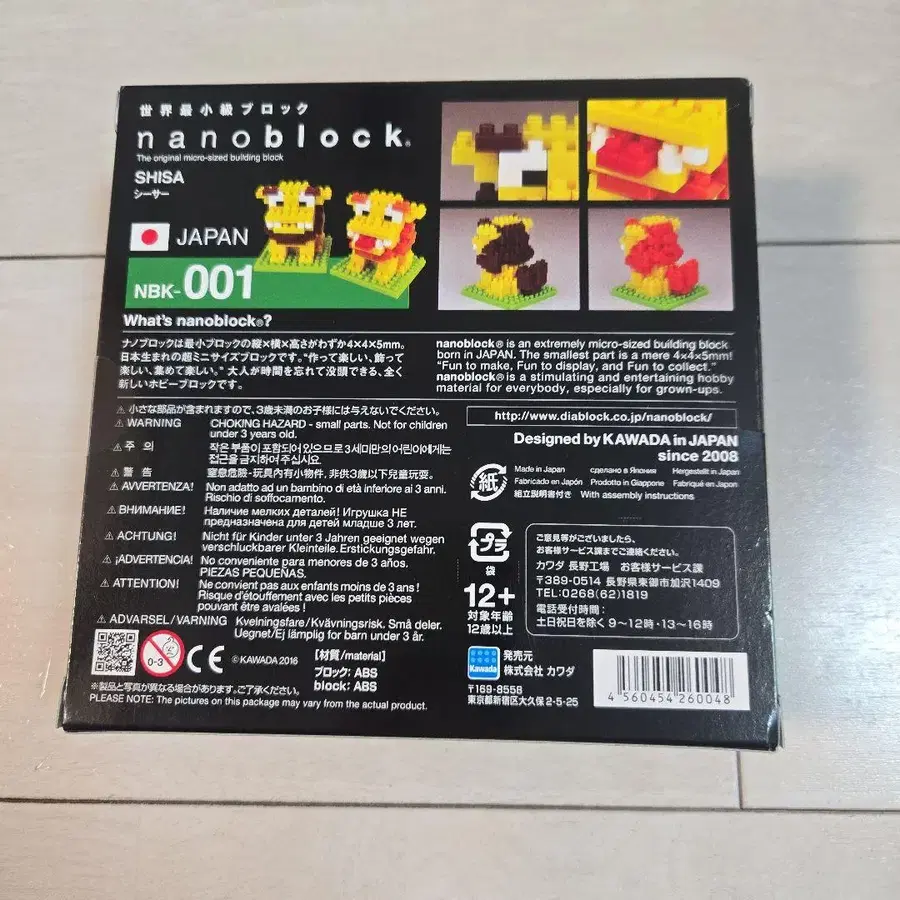 世界最小級ブロック
nanoblock®
The original micro-sized building block
SHISA
シーサー
JAPAN
NBK-001
What's nanoblock®?
ナノブロックは最小ブロックの縦×横×高さがわずか4×4×5mm。
日本生まれの超ミニサイズブロックです。"作って楽しい、飾って
楽しい、集めて楽しい。" 大人が時間を忘れて没頭できる、全く
新しいホビーブロックです。
nanoblock® is an extremely micro-sized building block
born in JAPAN. The smallest part is a mere 4×4×5mm!
"Fun to make, Fun to display, and Fun to collect."
nanoblock® is a stimulating and entertaining hobby
material for everybody, especially for grown-ups.
⚠ 小さな部品が含まれますので、3歳未満のお子様には与えないでください。
⚠ WARNING CHOKING HAZARD - small parts. Not for children
under 3 years old.
⚠ 주 의 작은 부품이 포함되어 있으므로 3세미만의 어린이에게는
접근을 금지하여 주십시오.
⚠ 警 告 窒息危險-玩具內有小物件, 非供3歲以下兒童玩耍.
⚠ AVVERTENZA! Non adatto ad un bambino di età inferiore ai 3 anni.
Rischio di soffocamento.
⚠ ВНИМАНИЕ! Наличие мелких деталей! Игрушка НЕ
предназначена для детей младше 3 лет.
⚠ ACHTUNG! Nicht für Kinder unter 3 Jahren geeignet wegen
verschluckbarer Kleinteile. Erstickungsgefahr.
⚠ ¡ADVERTENCIA! No conveniente para menores de 3 años.
PIEZAS PEQUEÑAS.
⚠ ATTENTION! Ne convient pas aux enfants moins de 3 ans!
Risque d'étouffement avec les petits pièces
pouvant être avalées!
⚠ ADVARSEL/VARNING Kvelningsfare/Kvävningsrisk. Små deler.
Uegnet/Ej lämplig for barn under 3 år.
0-3
CE
© KAWADA 2016
【材質/material】
ブロック: ABS
block: ABS
※製品と写真が異なる場合があります。ご了承ください。
PLEASE NOTE: The pictures on this package may vary from the actual product.
http://www.diablock.co.jp/nanoblock/
Designed by KAWADA in JAPAN
since 2008
紙
Made in Japan сделано в Японии Hergestellt in Japan
Fabricado en Japón Prodotto in Giappone Fabriqué en Japon
組立説明書付き With assembly instructions
プラ
袋
12+
対象年齢
12歳以上
ご意見等がございましたら、
お客様サービス課までご連絡ください。
カワダ 長野工場 お客様サービス課
〒389-0514 長野県東御市加沢1409
TEL:0268(62)1819
電話受付時間:
土日祝日を除く 9〜12時・13〜16時
Kawada
発売元
株式会社 カワダ
〒169-8558
東京都新宿区大久保2-5-25
4 560454 260048